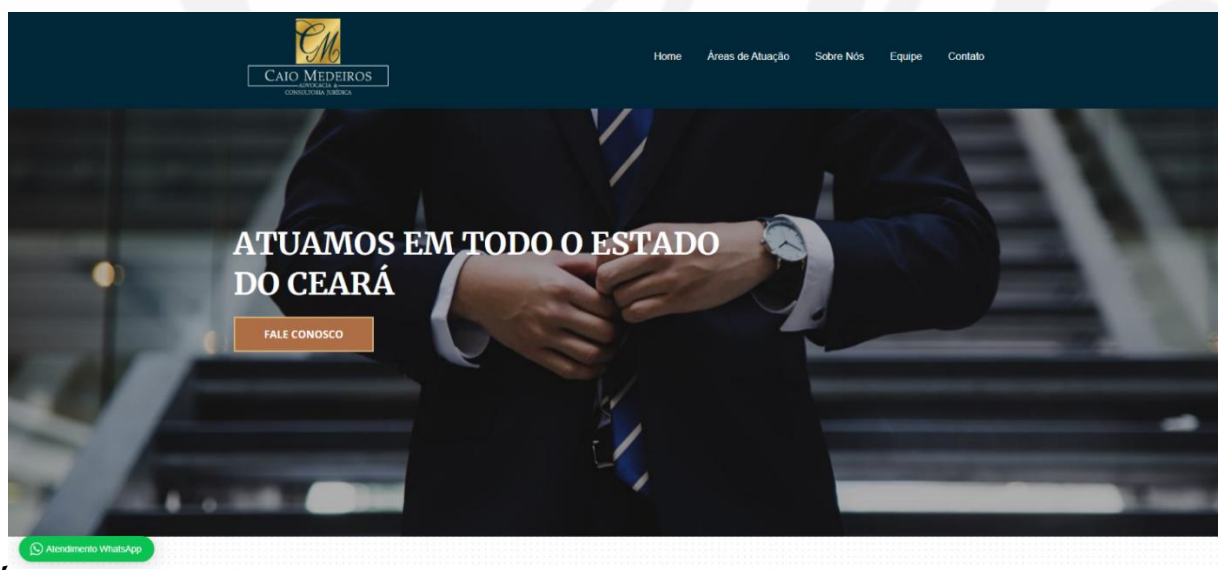 CM
CAIO MEDEIROS
ADVOCACIA &
CONSULTORIA JURÍDICA
Home Áreas de Atuação Sobre Nós Equipe Contato
ATUAMOS EM TODO O ESTADO
DO CEARÁ
FALE CONOSCO
Atendimento WhatsApp